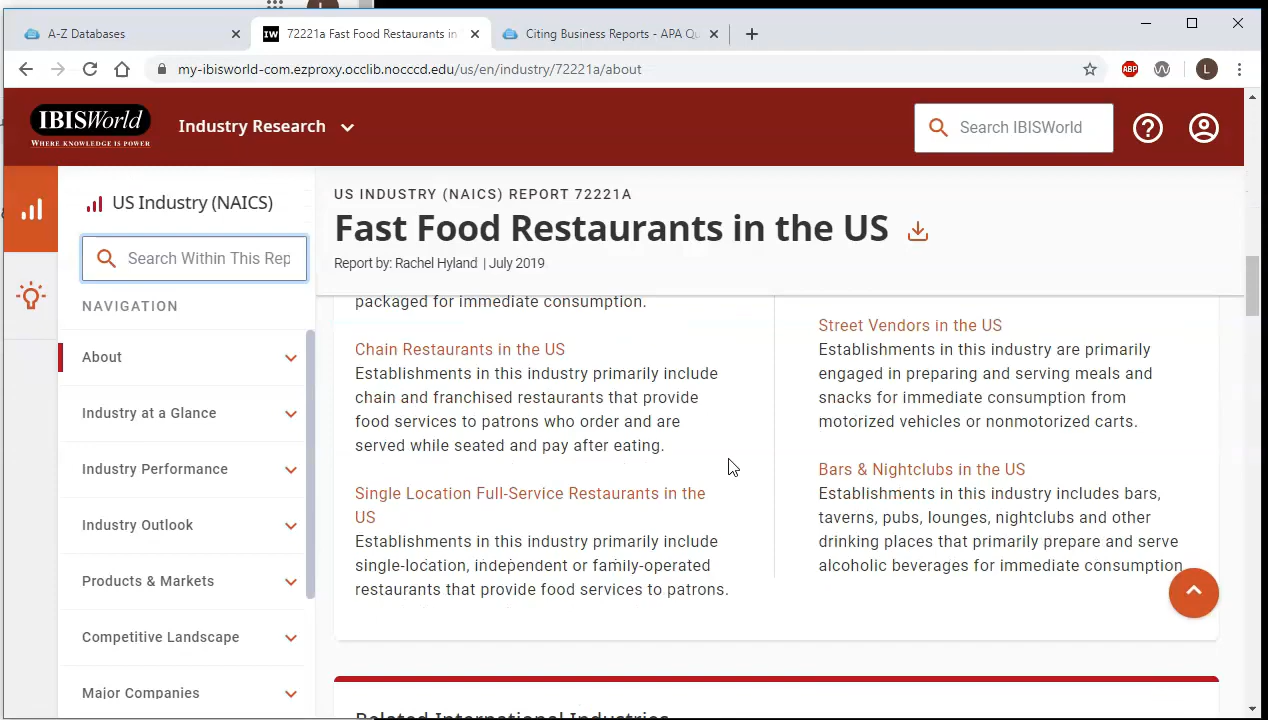 A-Z Databases
IW
72221a Fast Food Restaurants in
Citing Business Reports - APA Qu
my-ibisworld-com.ezproxy.occlib.nocccd.edu/us/en/industry/72221a/about
ABP
L
IBISWorld
WHERE KNOWLEDGE IS POWER
Industry Research
Search IBISWorld
US Industry (NAICS)
Search Within This Rep
NAVIGATION
About
Industry at a Glance
Industry Performance
Industry Outlook
Products & Markets
Competitive Landscape
Major Companies
US INDUSTRY (NAICS) REPORT 72221A
Fast Food Restaurants in the US
Report by: Rachel Hyland | July 2019
packaged for immediate consumption.
Chain Restaurants in the US
Establishments in this industry primarily include
chain and franchised restaurants that provide
food services to patrons who order and are
served while seated and pay after eating.
Single Location Full-Service Restaurants in the
US
Establishments in this industry primarily include
single-location, independent or family-operated
restaurants that provide food services to patrons.
Street Vendors in the US
Establishments in this industry are primarily
engaged in preparing and serving meals and
snacks for immediate consumption from
motorized vehicles or nonmotorized carts.
Bars & Nightclubs in the US
Establishments in this industry includes bars,
taverns, pubs, lounges, nightclubs and other
drinking places that primarily prepare and serve
alcoholic beverages for immediate consumption
Related International Industries